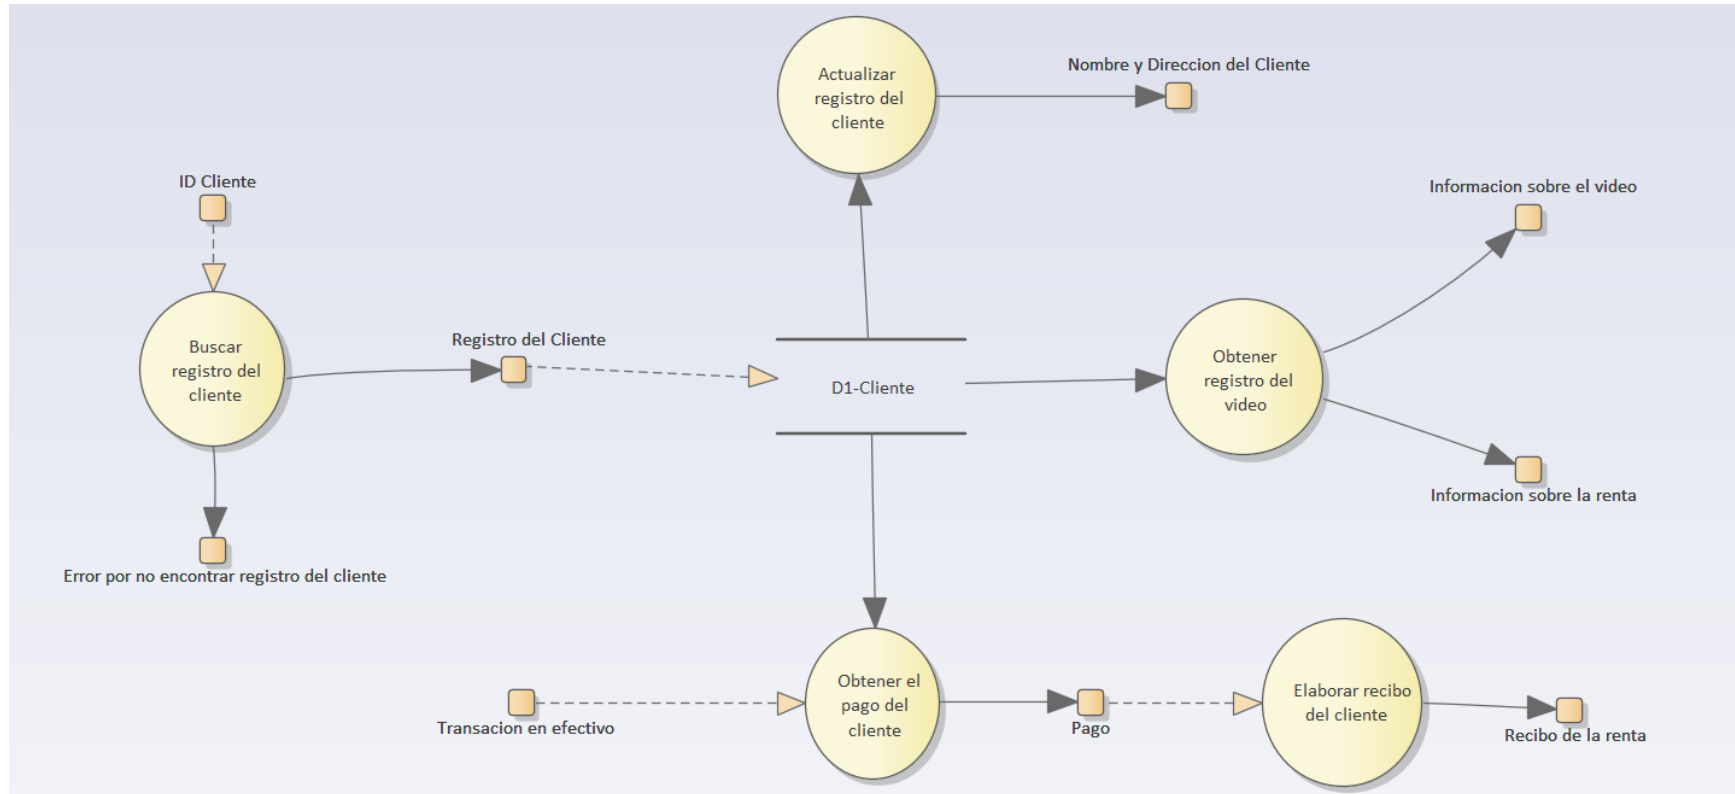 Actualizar
registro del
cliente
Nombre y Direccion del Cliente
ID Cliente
Informacion sobre el video
Buscar
registro del
cliente
Registro del Cliente
D1-Cliente
Obtener
registro del
video
Informacion sobre la renta
Error por no encontrar registro del cliente
Transacion en efectivo
Obtener el
pago del
cliente
Pago
Elaborar recibo
del cliente
Recibo de la renta